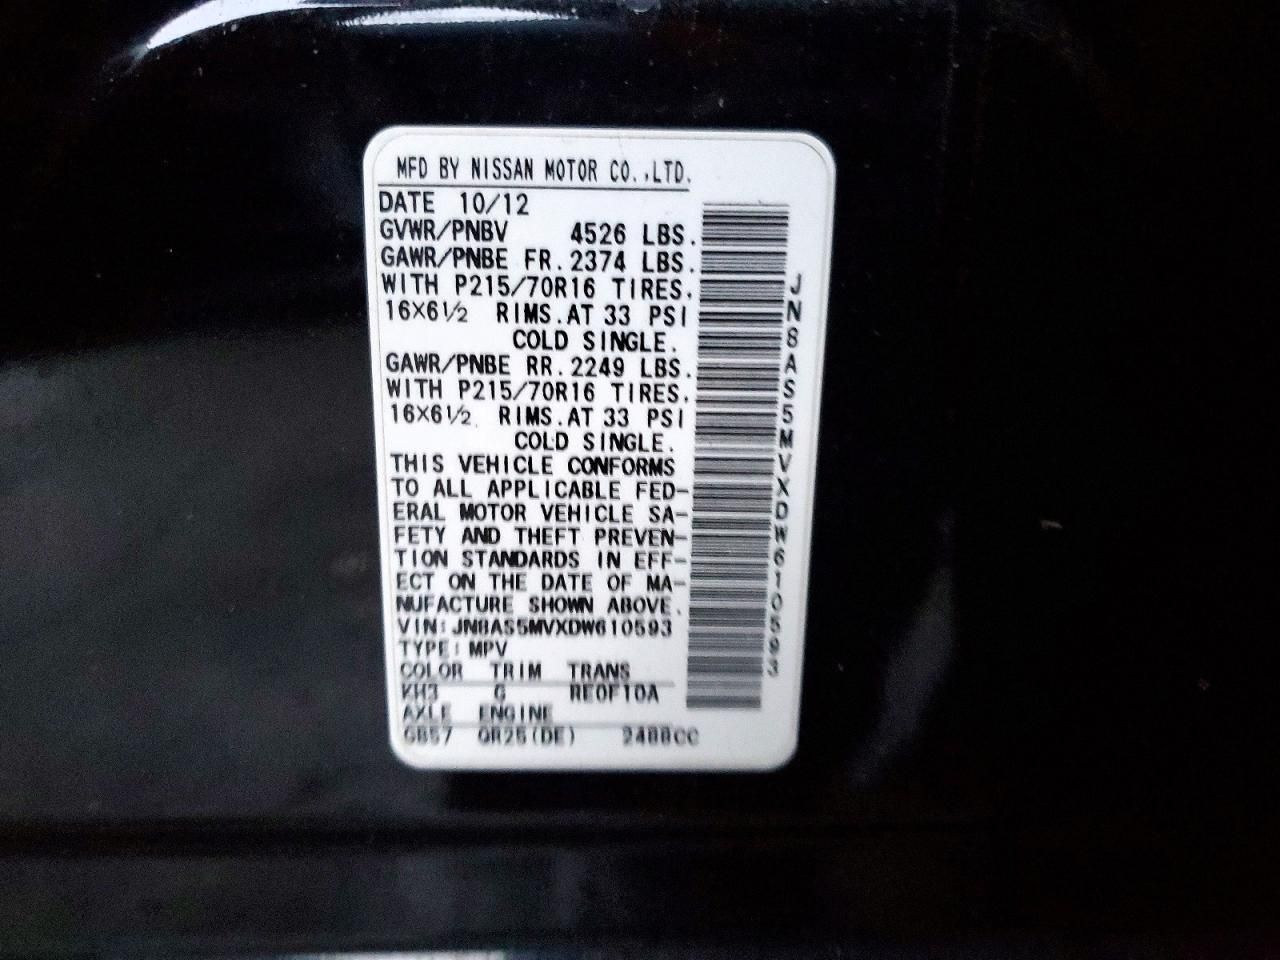 MFD BY NISSAN MOTOR CO.,LTD.
DATE 10/12
GVWR/PNBV 4526 LBS.
GAWR/PNBE FR. 2374 LBS.
WITH P215/70R16 TIRES.
16X6½ RIMS. AT 33 PSI
COLD SINGLE.
GAWR/PNBE RR. 2249 LBS.
WITH P215/70R16 TIRES.
16X6½ RIMS. AT 33 PSI
COLD SINGLE.
THIS VEHICLE CONFORMS
TO ALL APPLICABLE FED-
ERAL MOTOR VEHICLE SA-
FETY AND THEFT PREVEN-
TION STANDARDS IN EFF-
ECT ON THE DATE OF MA-
NUFACTURE SHOWN ABOVE.
VIN: JN8AS5MVXDW610593
TYPE: MPV
COLOR TRIM TRANS
KH3 G RE0F10A
AXLE ENGINE
GB57 QR25(DE) 2488CC
JN8AS5MVXDW610593